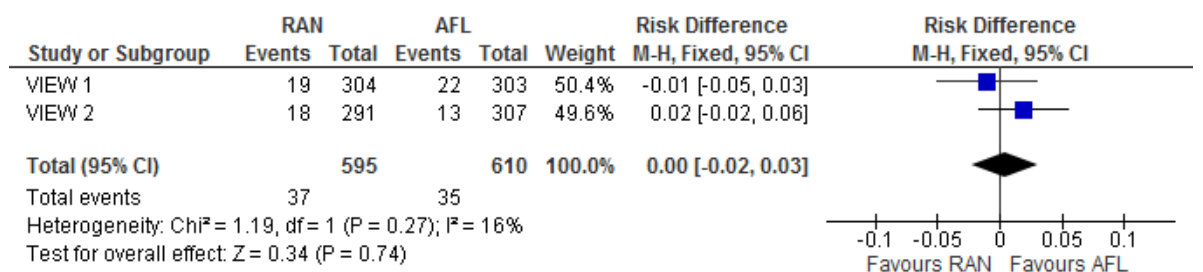 RAN AFL Risk Difference Risk Difference
Study or Subgroup Events Total Events Total Weight M-H, Fixed, 95% CI M-H, Fixed, 95% CI
VIEW 1 19 304 22 303 50.4% -0.01 [-0.05, 0.03]
VIEW 2 18 291 13 307 49.6% 0.02 [-0.02, 0.06]
Total (95% CI) 595 610 100.0% 0.00 [-0.02, 0.03]
Total events 37 35
Heterogeneity: Chi² = 1.19, df = 1 (P = 0.27); I² = 16%
Test for overall effect: Z = 0.34 (P = 0.74)
-0.1 -0.05 0 0.05 0.1
Favours RAN Favours AFL